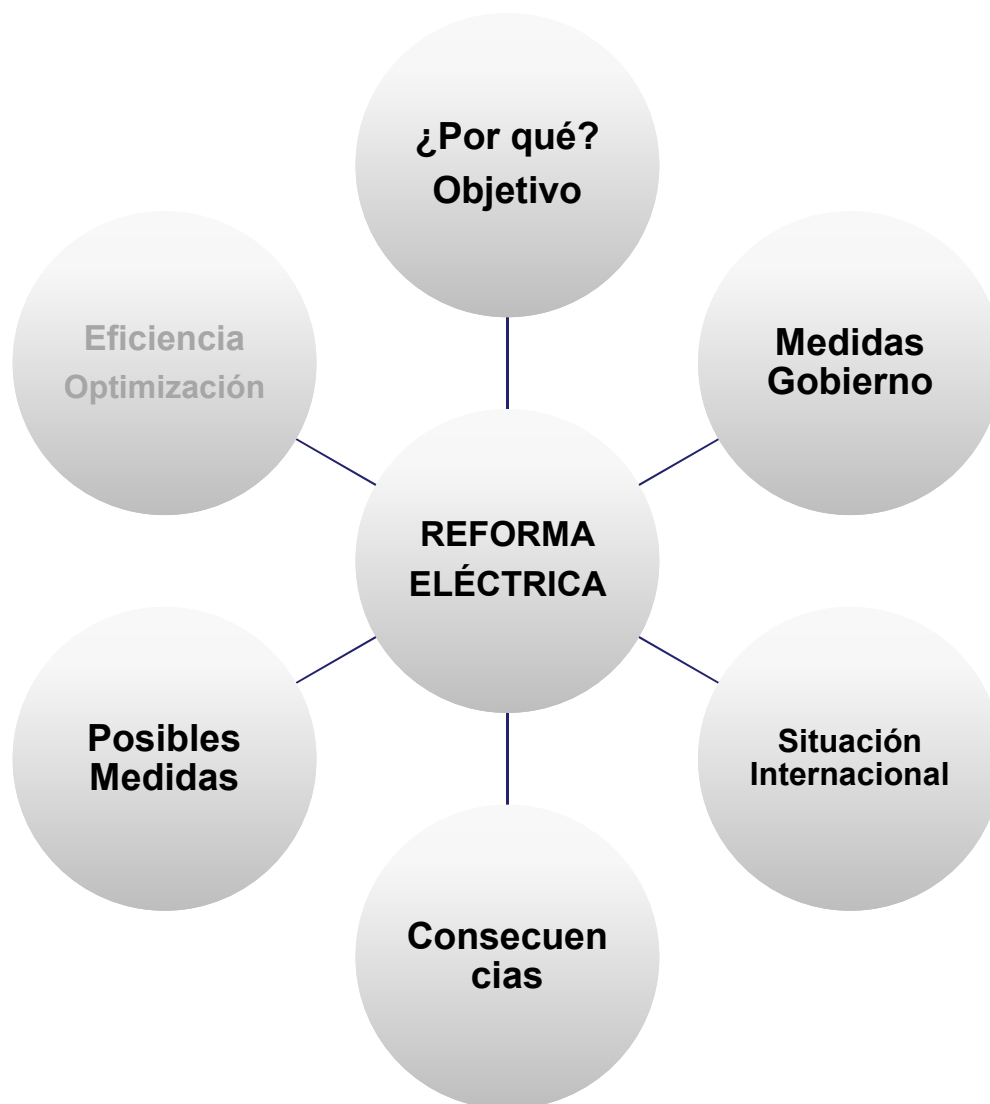 ¿Por qué?
Objetivo
Eficiencia
Optimización
Medidas
Gobierno
REFORMA
ELÉCTRICA
Posibles
Medidas
Situación
Internacional
Consecuen
cias